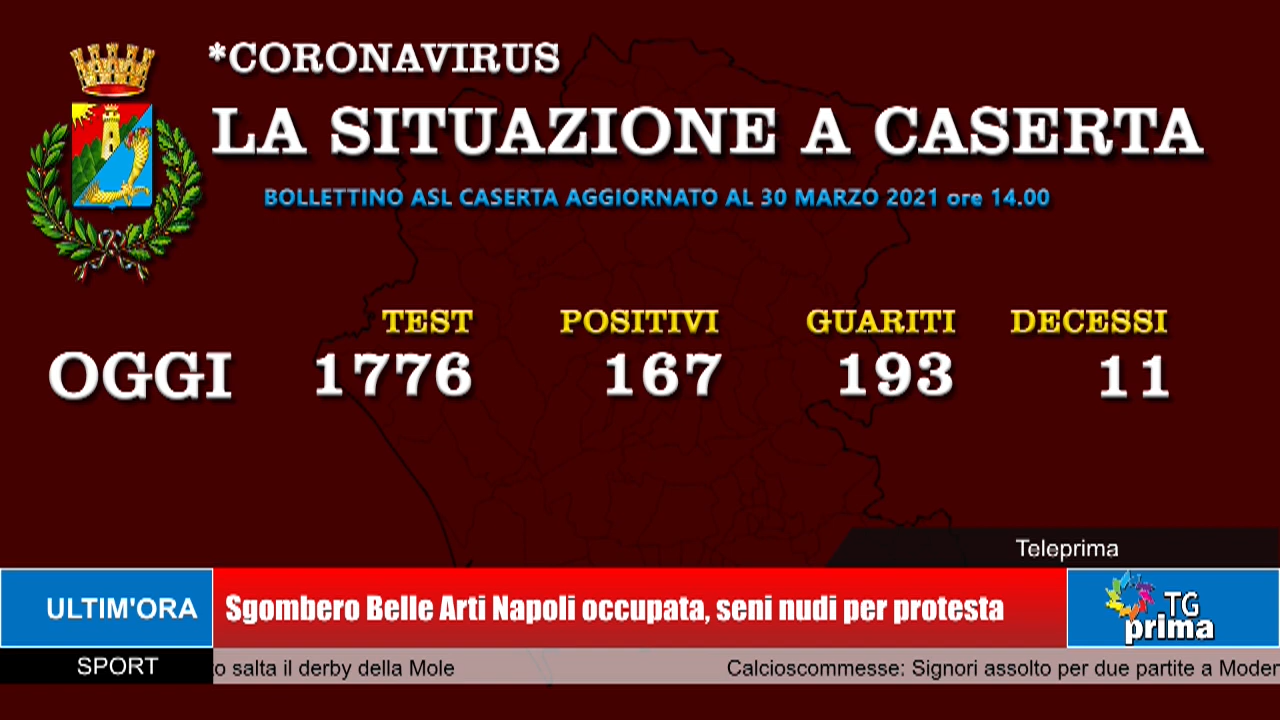 *CORONAVIRUS
LA SITUAZIONE A CASERTA
BOLLETTINO ASL CASERTA AGGIORNATO AL 30 MARZO 2021 ore 14.00
TEST POSITIVI GUARITI DECESSI
OGGI 1776 167 193 11
Teleprima
ULTIM'ORA Sgombero Belle Arti Napoli occupata, seni nudi per protesta
TG prima
SPORT to salta il derby della Mole Calcioscommesse: Signori assolto per due partite a Moder